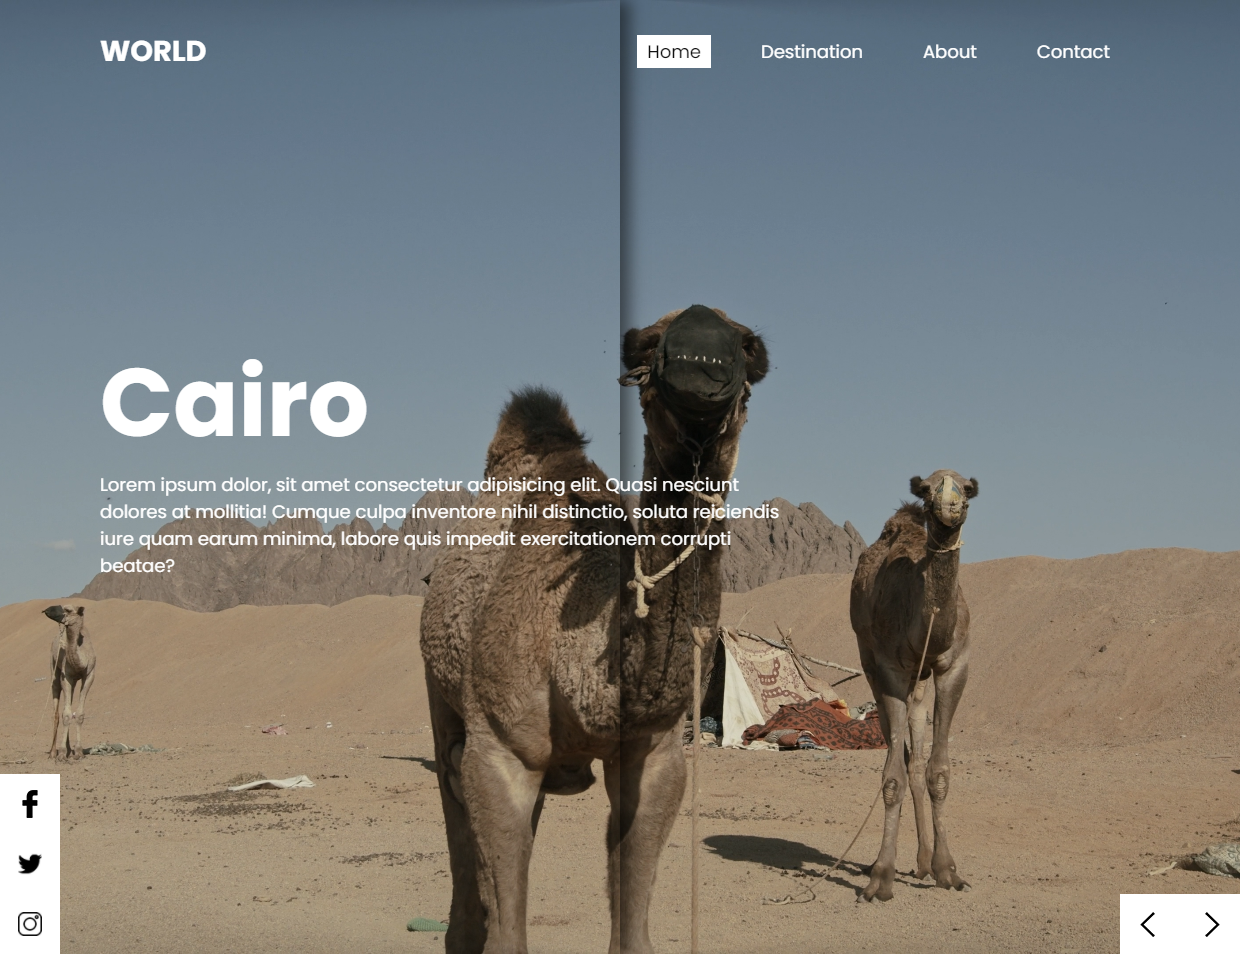 WORLD
Home Destination About Contact
Cairo
Lorem ipsum dolor, sit amet consectetur adipisicing elit. Quasi nesciunt
dolores at mollitia! Cumque culpa inventore nihil distinctio, soluta reiciendis
iure quam earum minima, labore quis impedit exercitationem corrupti
beatae?